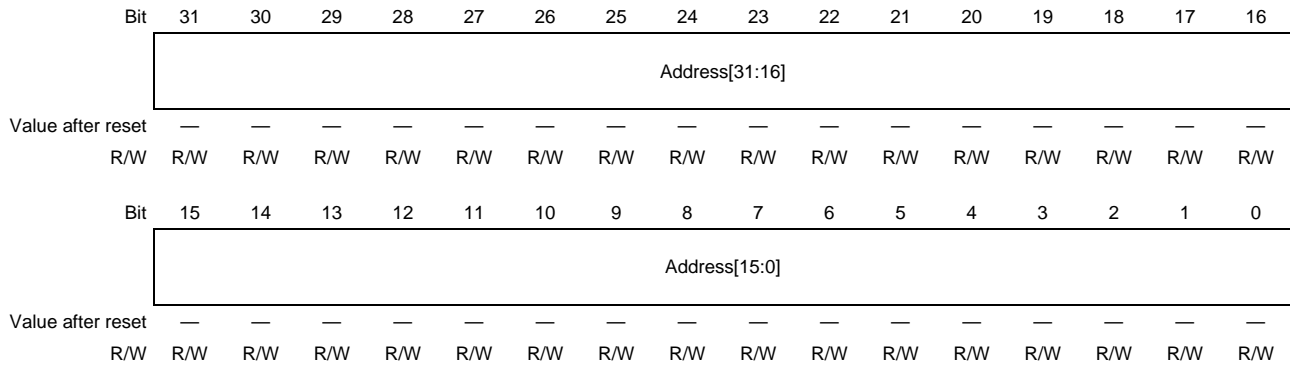 Bit 31 30 29 28 27 26 25 24 23 22 21 20 19 18 17 16
Address[31:16]
Value after reset — — — — — — — — — — — — — — — —
R/W R/W R/W R/W R/W R/W R/W R/W R/W R/W R/W R/W R/W R/W R/W R/W R/W
Bit 15 14 13 12 11 10 9 8 7 6 5 4 3 2 1 0
Address[15:0]
Value after reset — — — — — — — — — — — — — — — —
R/W R/W R/W R/W R/W R/W R/W R/W R/W R/W R/W R/W R/W R/W R/W R/W R/W